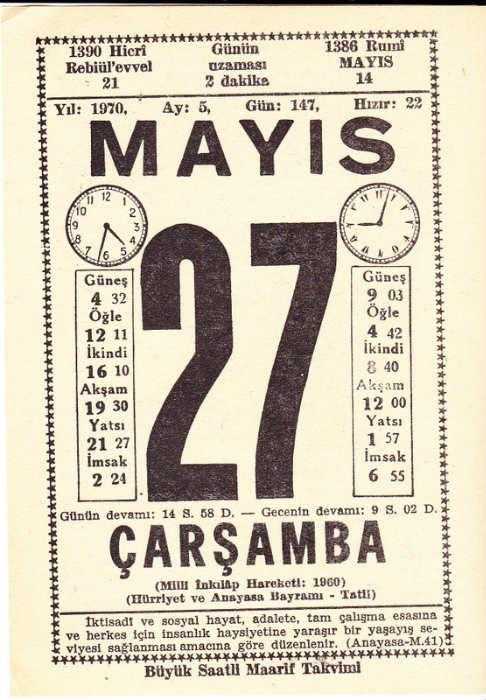 1390 Hicrî
Rebiül'evvel
21
Günün
uzaması
2 dakika
1386 Rumî
MAYIS
14
Yıl: 1970, Ay: 5, Gün: 147, Hızır: 22
MAYIS
27
Güneş
4 32
Öğle
12 11
İkindi
16 10
Akşam
19 30
Yatsı
21 27
İmsak
2 24
Güneş
9 03
Öğle
4 42
İkindi
8 40
Akşam
12 00
Yatsı
1 57
İmsak
6 55
Günün devamı: 14 S. 58 D. — Gecenin devamı: 9 S. 02 D.
ÇARŞAMBA
(Milli İnkılâp Hareketi: 1960)
(Hürriyet ve Anayasa Bayramı - Tatil)
İktisadî ve sosyal hayat, adalete, tam çalışma esasına
ve herkes için insanlık haysiyetine yaraşır bir yaşayış se-
viyesi sağlanması amacına göre düzenlenir. (Anayasa-M.41)
Büyük Saatli Maarif Takvimi